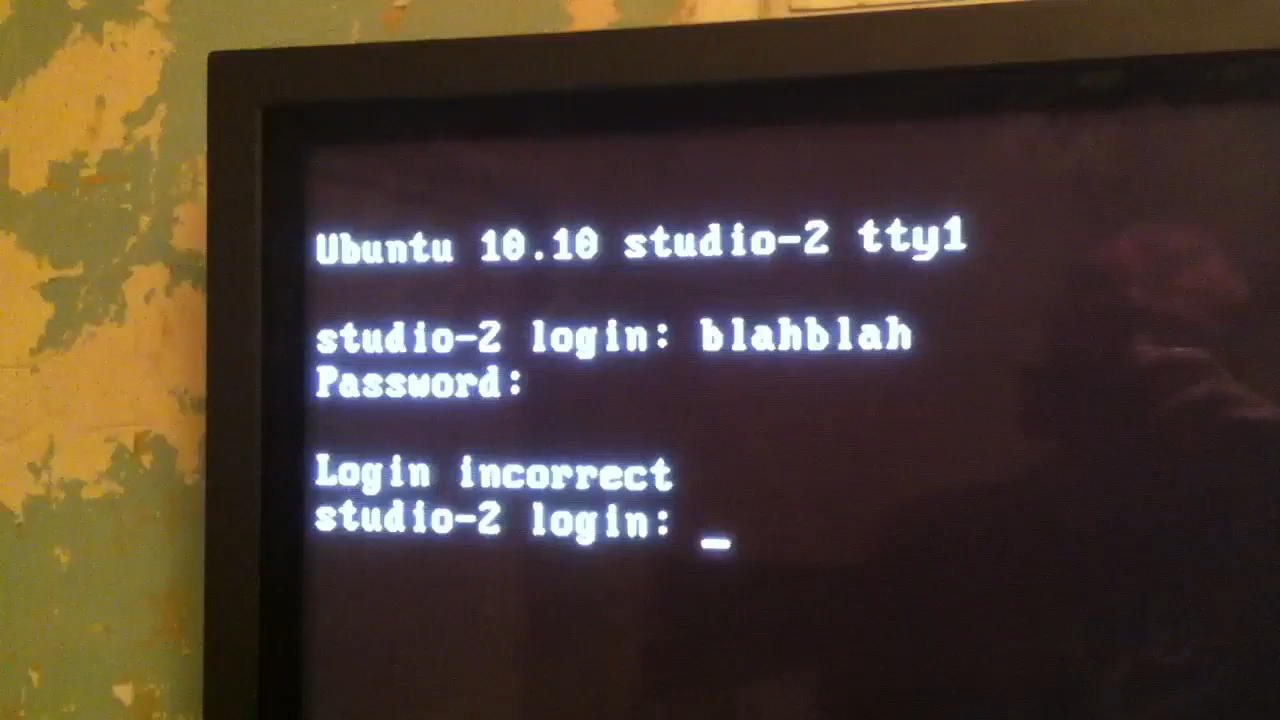 Ubuntu 10.10 studio-2 tty1
studio-2 login: blahblah
Password:
Login incorrect
studio-2 login: _